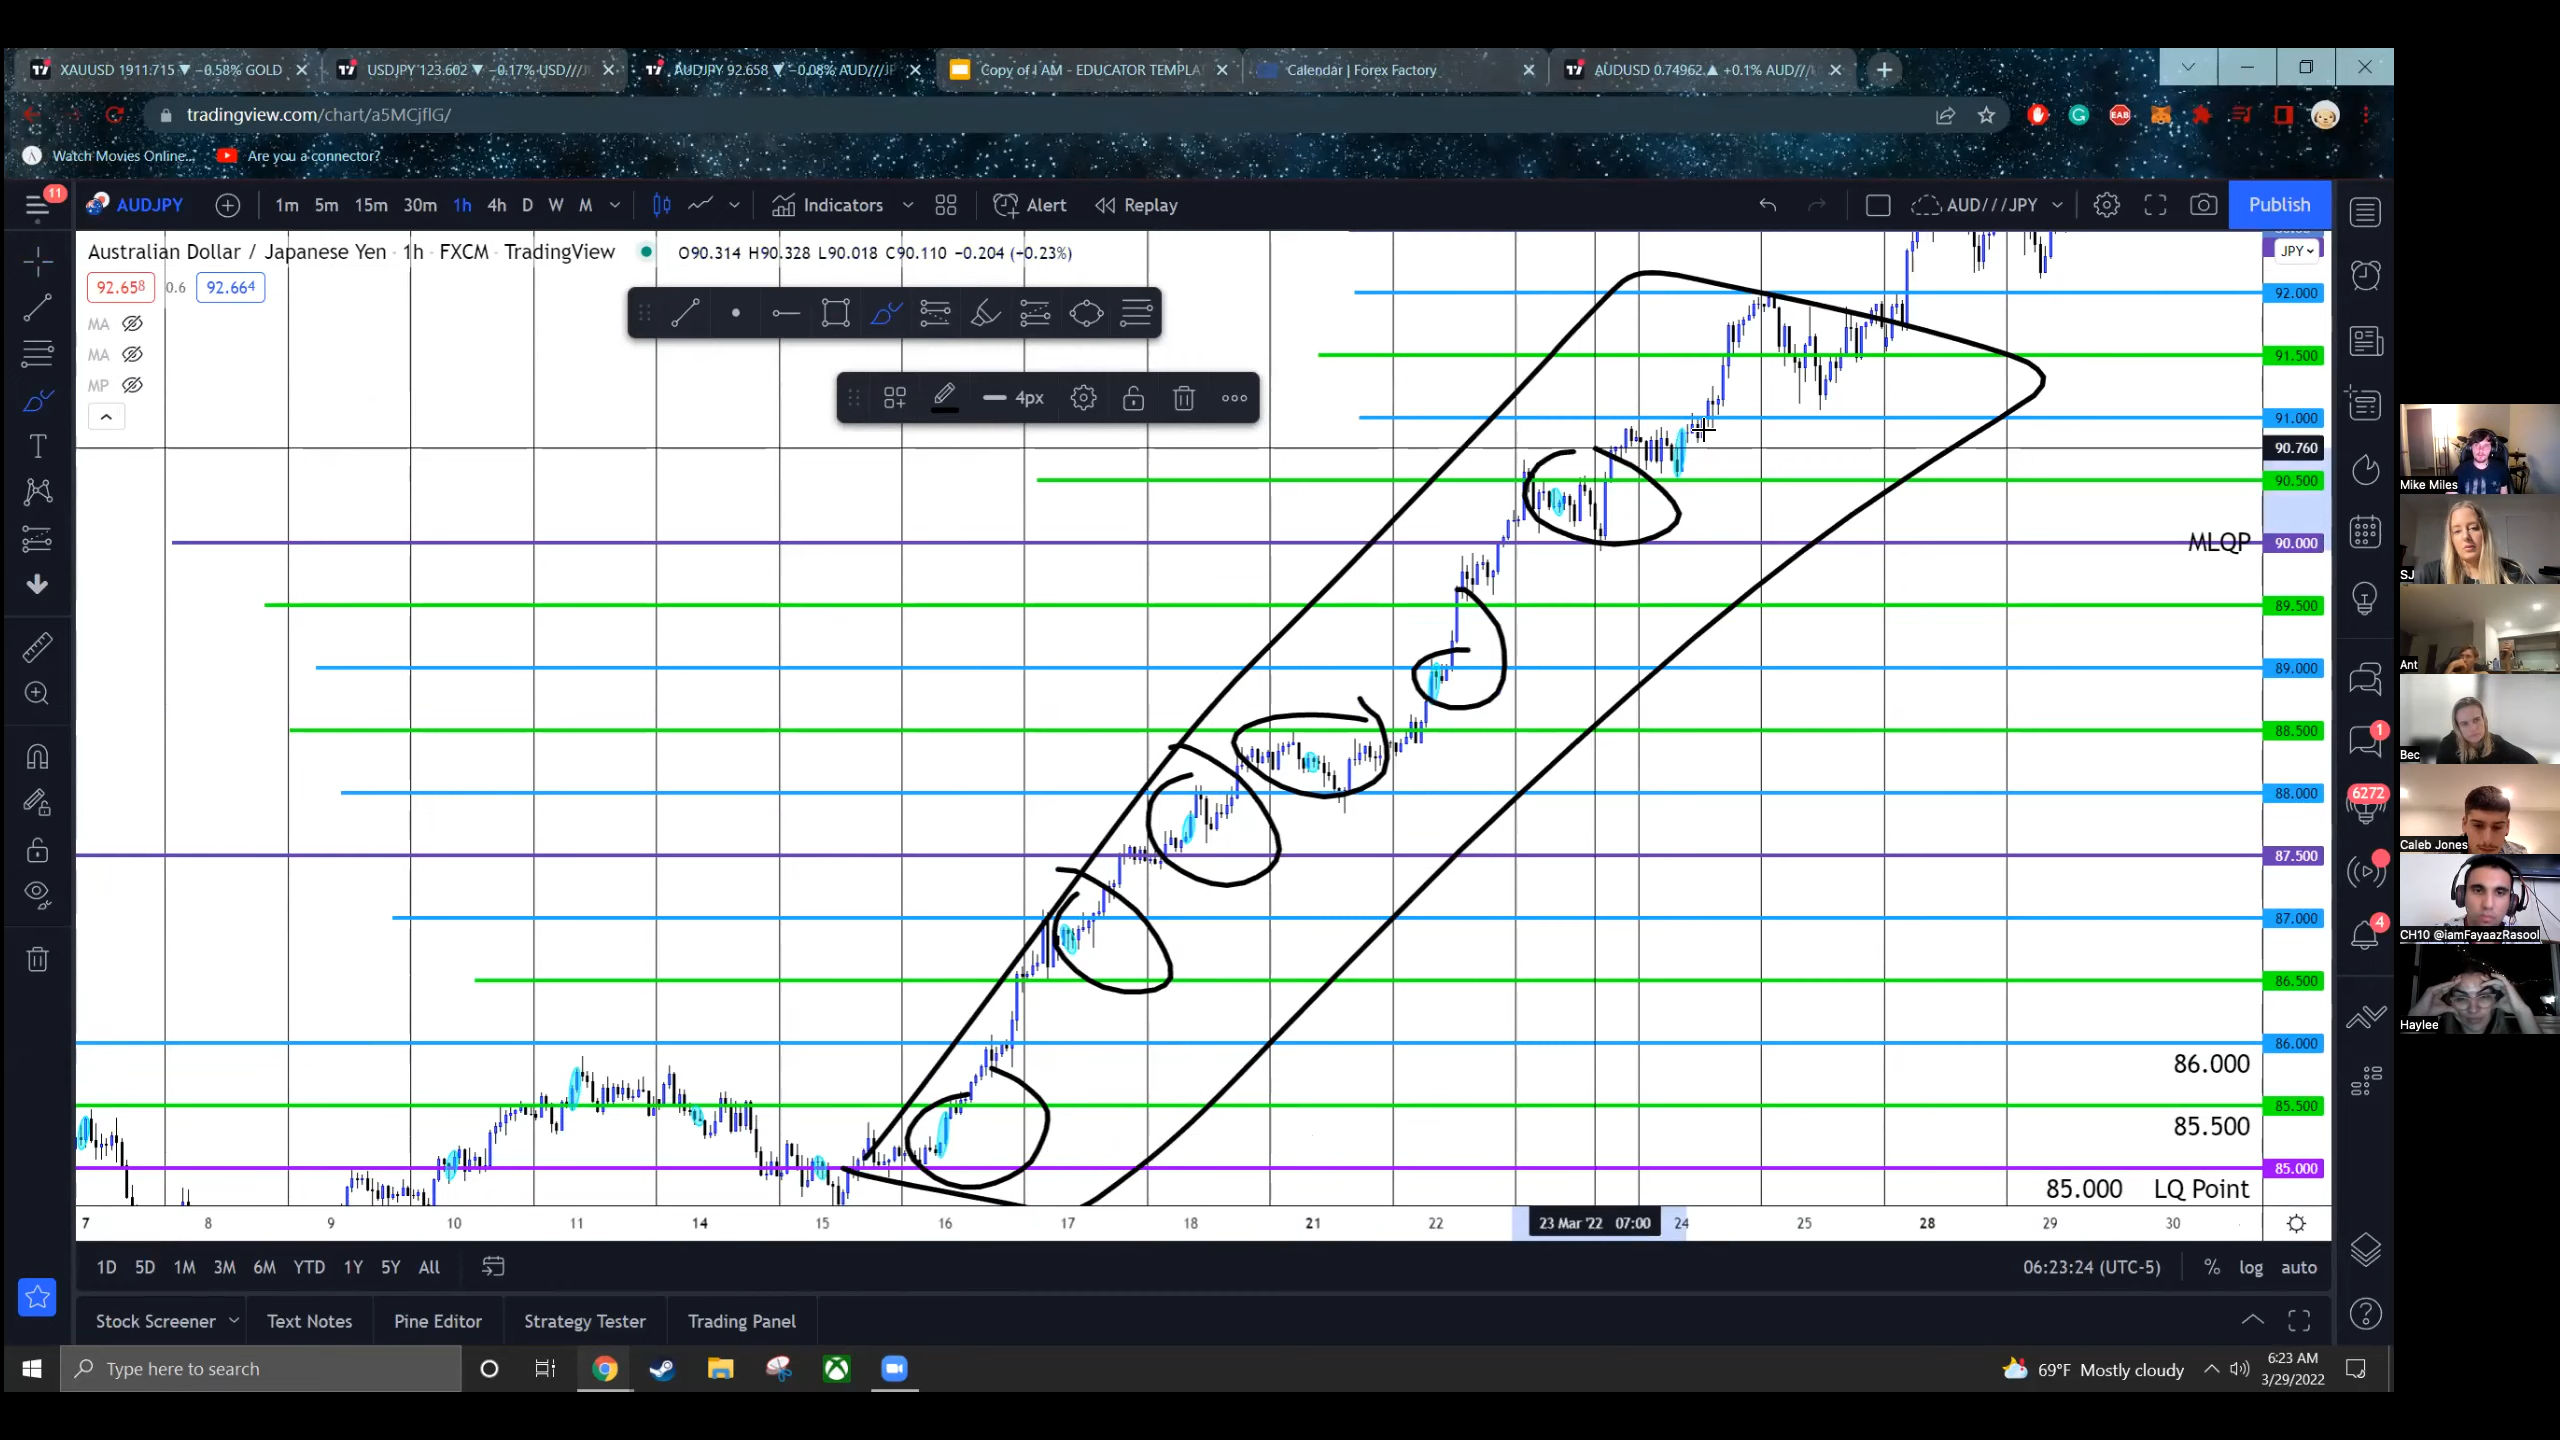 XAUUSD 1911.715 ▼ −0.58% GOLD
USDJPY 123.602 ▼ −0.17% USD///J
AUDJPY 92.658 ▼ −0.08% AUD///JF
Copy of I AM - EDUCATOR TEMPLA
Calendar | Forex Factory
AUDUSD 0.74962 ▲ +0.1% AUD///
tradingview.com/chart/a5MCjflG/
Watch Movies Online...
Are you a connector?
11
AUDJPY
1m 5m 15m 30m 1h 4h D W M
Indicators
Alert
Replay
AUD///JPY
Publish
Australian Dollar / Japanese Yen · 1h · FXCM · TradingView
O90.314 H90.328 L90.018 C90.110 −0.204 (−0.23%)
JPY
92.658 0.6 92.664
MA
MA
MP
4px
92.000
91.500
91.000
90.760
90.500
MLQP 90.000
89.500
89.000
88.500
88.000
87.500
87.000
86.500
86.000
86.000
85.500
85.500
85.000
85.000 LQ Point
7 8 9 10 11 14 15 16 17 18 21 22 23 Mar '22 07:00 24 25 28 29 30
1D 5D 1M 3M 6M YTD 1Y 5Y All
06:23:24 (UTC-5) % log auto
Stock Screener Text Notes Pine Editor Strategy Tester Trading Panel
Type here to search
69°F Mostly cloudy
6:23 AM
3/29/2022
EAB
1
6272
4
Mike Miles
SJ
Ant
Bec
Caleb Jones
CH10 @iamFayaazRasool
Haylee